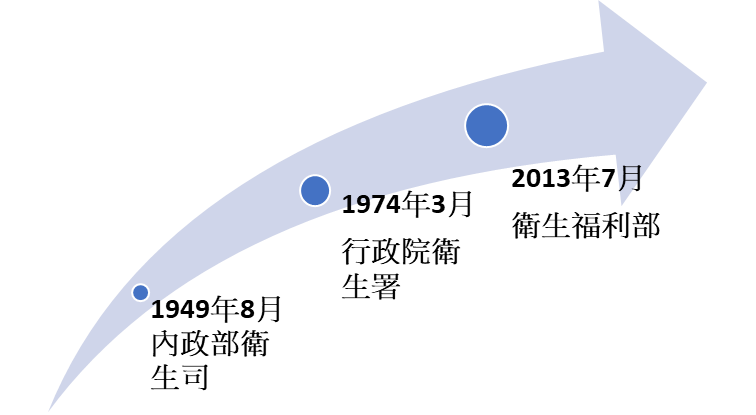 1949年8月
內政部衛
生司
1974年3月
行政院衛
生署
2013年7月
衛生福利部